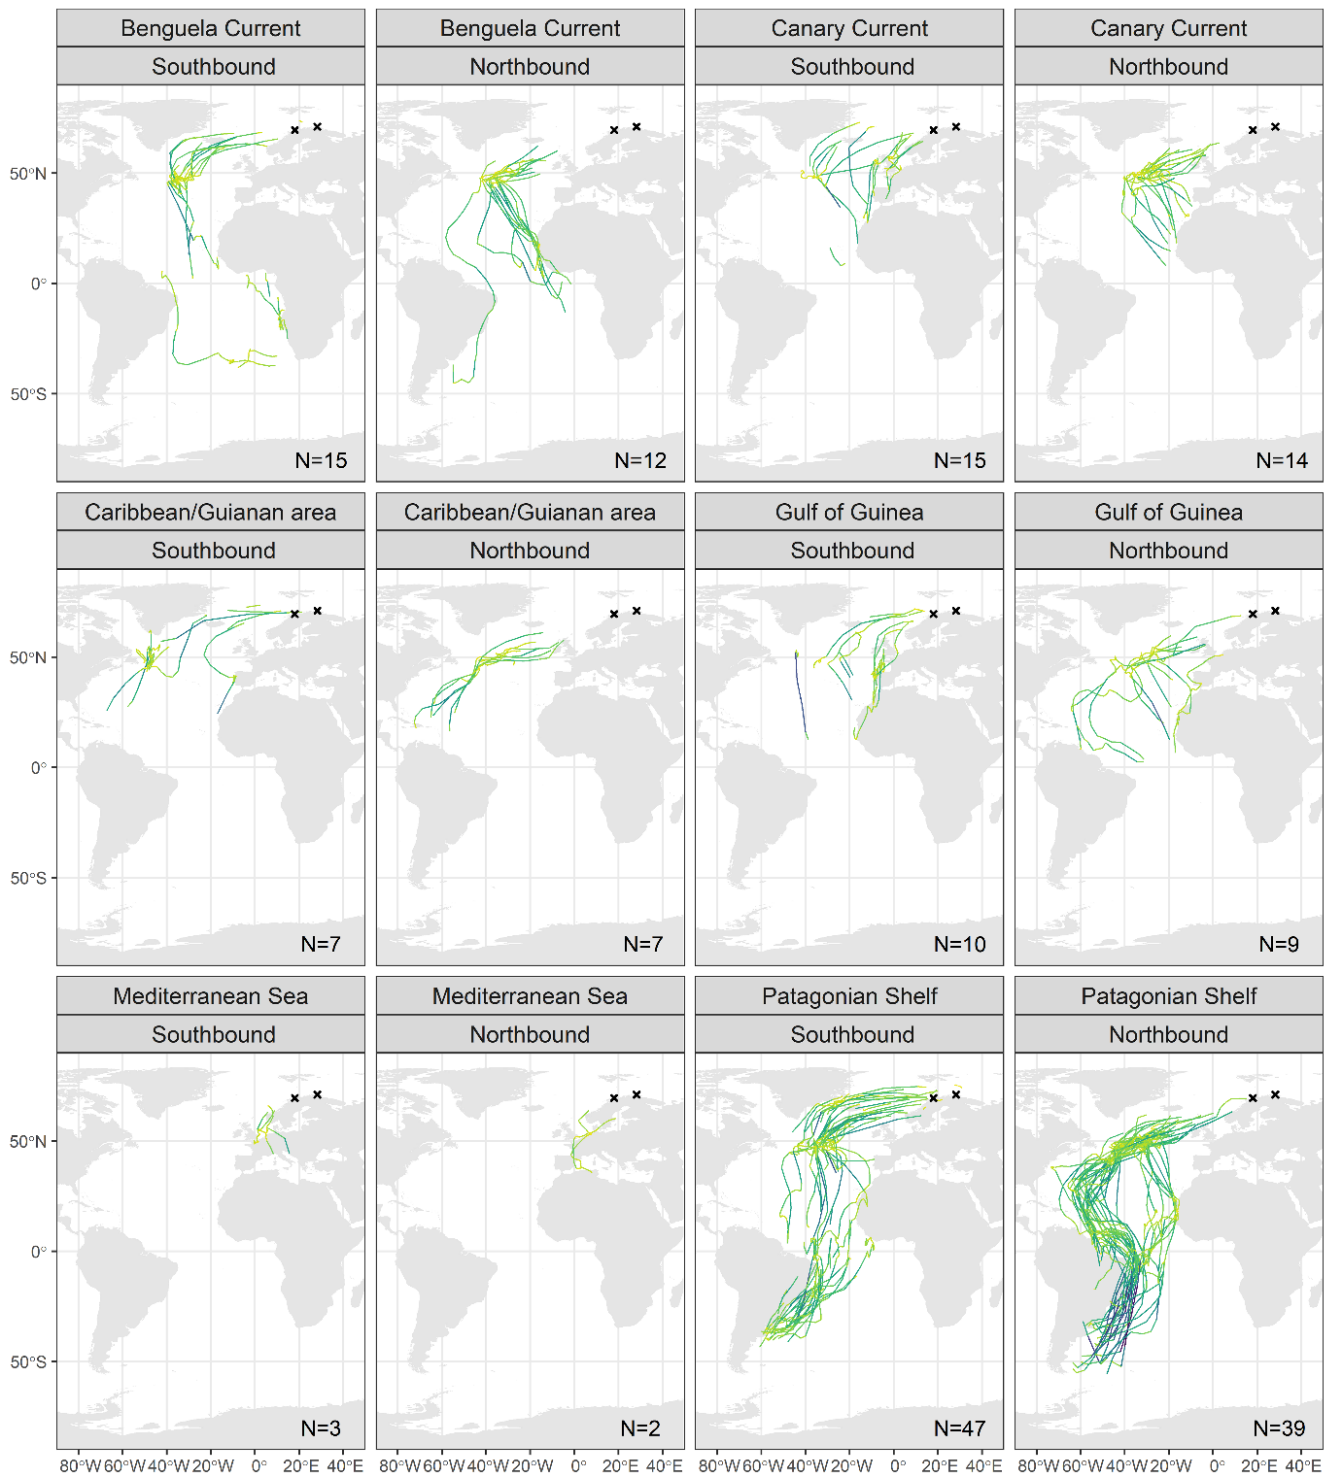 Benguela Current Benguela Current Canary Current Canary Current
Southbound Northbound Southbound Northbound
50°N
0°
50°S
N=15 N=12 N=15 N=14
Caribbean/Guianan area Caribbean/Guianan area Gulf of Guinea Gulf of Guinea
Southbound Northbound Southbound Northbound
50°N
0°
50°S
N=7 N=7 N=10 N=9
Mediterranean Sea Mediterranean Sea Patagonian Shelf Patagonian Shelf
Southbound Northbound Southbound Northbound
50°N
0°
50°S
N=3 N=2 N=47 N=39
80°W 60°W 40°W 20°W 0° 20°E 40°E 80°W 60°W 40°W 20°W 0° 20°E 40°E 80°W 60°W 40°W 20°W 0° 20°E 40°E 80°W 60°W 40°W 20°W 0° 20°E 40°E